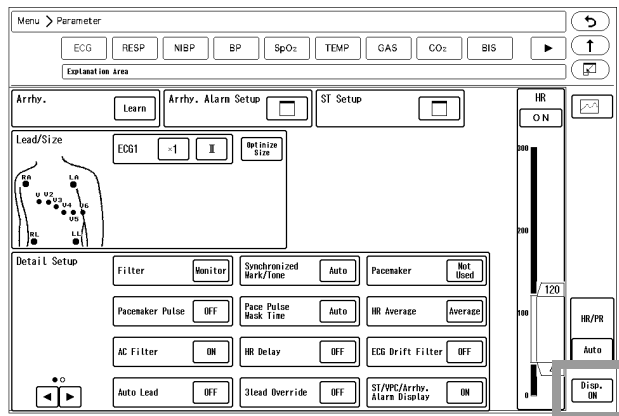 Menu > Parameter
ECG RESP NIBP BP SpO2 TEMP GAS CO2 BIS
Explanation Area
Arrhy. Learn
Arrhy. Alarm Setup
ST Setup
HR
ON
Lead/Size
ECG1 ×1 II
Optimize
Size
RA LA
V V2 V3 V4 V6
V5
RL LL
300
200
120
100
0
Detail Setup
Filter Monitor
Synchronized
Mark/Tone Auto
Pacemaker Not
Used
Pacemaker Pulse OFF
Pace Pulse
Mask Time Auto
HR Average Average
AC Filter ON
HR Delay OFF
ECG Drift Filter OFF
Auto Lead OFF
3lead Override OFF
ST/VPC/Arrhy.
Alarm Display ON
HR/PR
Auto
Disp.
ON